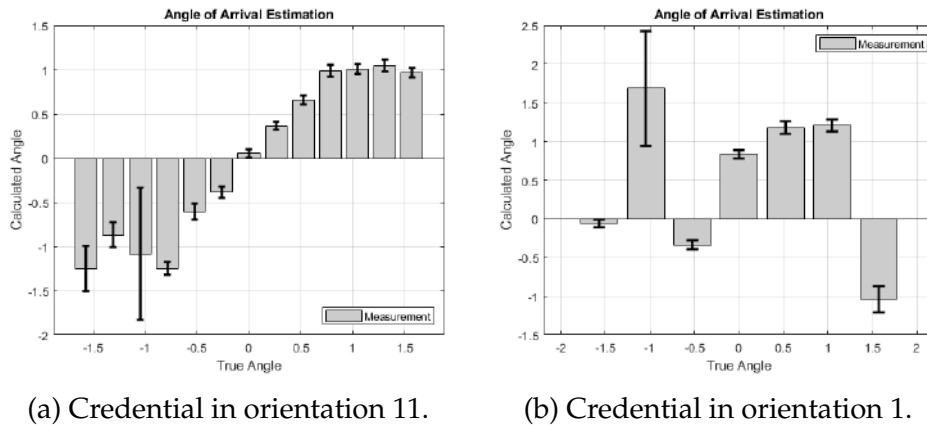 Angle of Arrival Estimation
1.5
1
0.5
0
-0.5
-1
-1.5
-2
Calculated Angle
-1.5 -1 -0.5 0 0.5 1 1.5
True Angle
Measurement
(a) Credential in orientation 11.
Angle of Arrival Estimation
Measurement
2.5
2
1.5
1
0.5
0
-0.5
-1
-1.5
Calculated Angle
-2 -1.5 -1 -0.5 0 0.5 1 1.5 2
True Angle
(b) Credential in orientation 1.